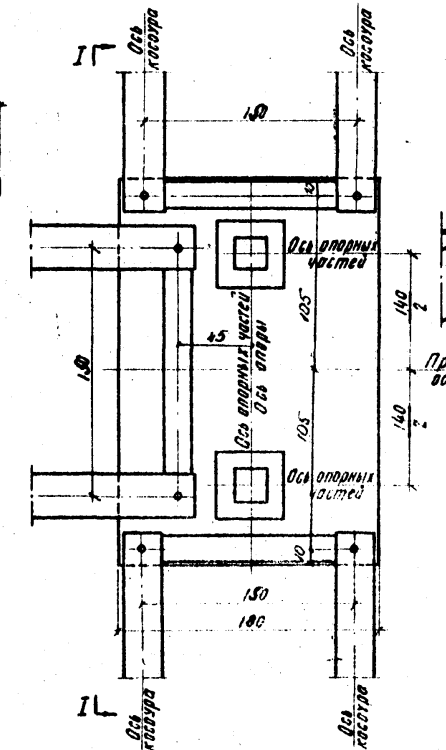 I
Ось
косоура
Ось
косоура
150
10
Ось опорных
частей
105
140
2
Ось опорных частей
Ось опоры
45
150
105
140
2
Ось опорных
частей
10
150
180
I
Ось
косоура
Ось
косоура